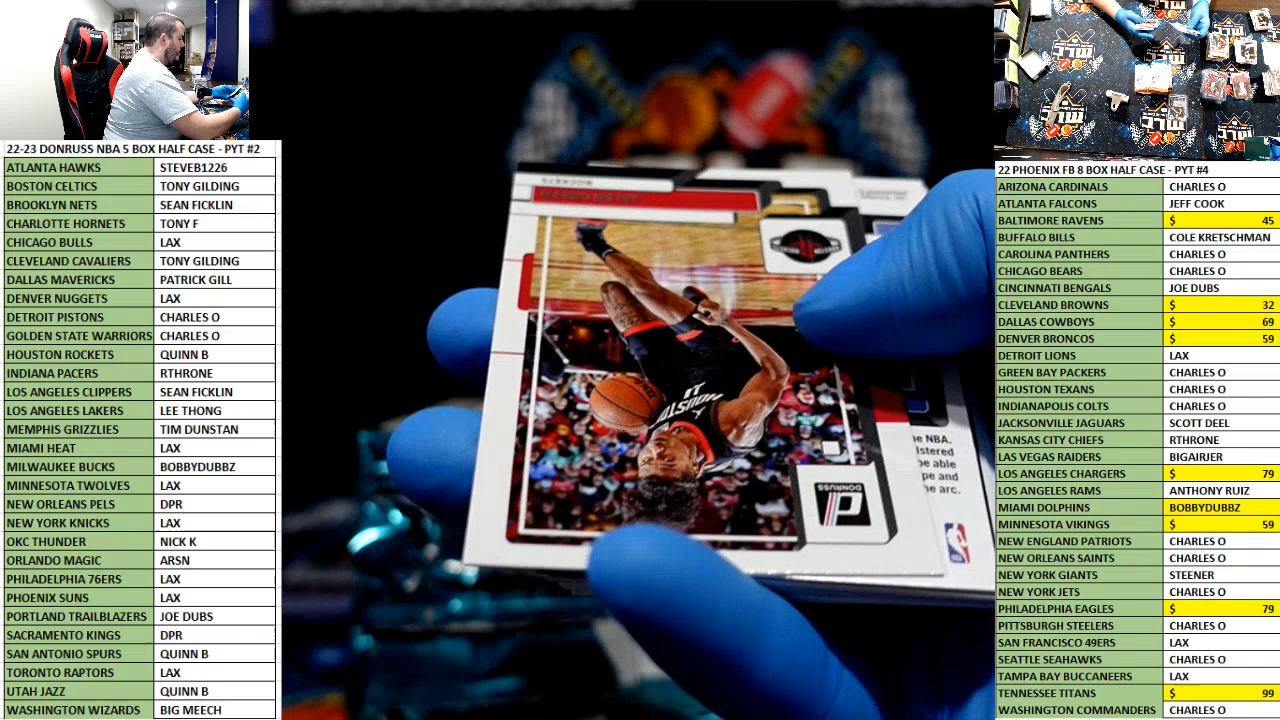 22-23 DONRUSS NBA 5 BOX HALF CASE - PYT #2
ATLANTA HAWKS STEVEB1226
BOSTON CELTICS TONY GILDING
BROOKLYN NETS SEAN FICKLIN
CHARLOTTE HORNETS TONY F
CHICAGO BULLS LAX
CLEVELAND CAVALIERS TONY GILDING
DALLAS MAVERICKS PATRICK GILL
DENVER NUGGETS LAX
DETROIT PISTONS CHARLES O
GOLDEN STATE WARRIORS CHARLES O
HOUSTON ROCKETS QUINN B
INDIANA PACERS RTHRONE
LOS ANGELES CLIPPERS SEAN FICKLIN
LOS ANGELES LAKERS LEE THONG
MEMPHIS GRIZZLIES TIM DUNSTAN
MIAMI HEAT LAX
MILWAUKEE BUCKS BOBBYDUBBZ
MINNESOTA TWOLVES LAX
NEW ORLEANS PELS DPR
NEW YORK KNICKS LAX
OKC THUNDER NICK K
ORLANDO MAGIC ARSN
PHILADELPHIA 76ERS LAX
PHOENIX SUNS LAX
PORTLAND TRAILBLAZERS JOE DUBS
SACRAMENTO KINGS DPR
SAN ANTONIO SPURS QUINN B
TORONTO RAPTORS LAX
UTAH JAZZ QUINN B
WASHINGTON WIZARDS BIG MEECH
ROCKETS
HOUSTON
11
DONRUSS
e NBA.
lstered
be able
pe and
he arc.
22 PHOENIX FB 8 BOX HALF CASE - PYT #4
ARIZONA CARDINALS CHARLES O
ATLANTA FALCONS JEFF COOK
BALTIMORE RAVENS $ 45
BUFFALO BILLS COLE KRETSCHMAN
CAROLINA PANTHERS CHARLES O
CHICAGO BEARS CHARLES O
CINCINNATI BENGALS JOE DUBS
CLEVELAND BROWNS $ 32
DALLAS COWBOYS $ 69
DENVER BRONCOS $ 59
DETROIT LIONS LAX
GREEN BAY PACKERS CHARLES O
HOUSTON TEXANS CHARLES O
INDIANAPOLIS COLTS CHARLES O
JACKSONVILLE JAGUARS SCOTT DEEL
KANSAS CITY CHIEFS RTHRONE
LAS VEGAS RAIDERS BIGAIRJER
LOS ANGELES CHARGERS $ 79
LOS ANGELES RAMS ANTHONY RUIZ
MIAMI DOLPHINS BOBBYDUBBZ
MINNESOTA VIKINGS $ 59
NEW ENGLAND PATRIOTS CHARLES O
NEW ORLEANS SAINTS CHARLES O
NEW YORK GIANTS STEENER
NEW YORK JETS CHARLES O
PHILADELPHIA EAGLES $ 79
PITTSBURGH STEELERS CHARLES O
SAN FRANCISCO 49ERS LAX
SEATTLE SEAHAWKS CHARLES O
TAMPA BAY BUCCANEERS LAX
TENNESSEE TITANS $ 99
WASHINGTON COMMANDERS CHARLES O